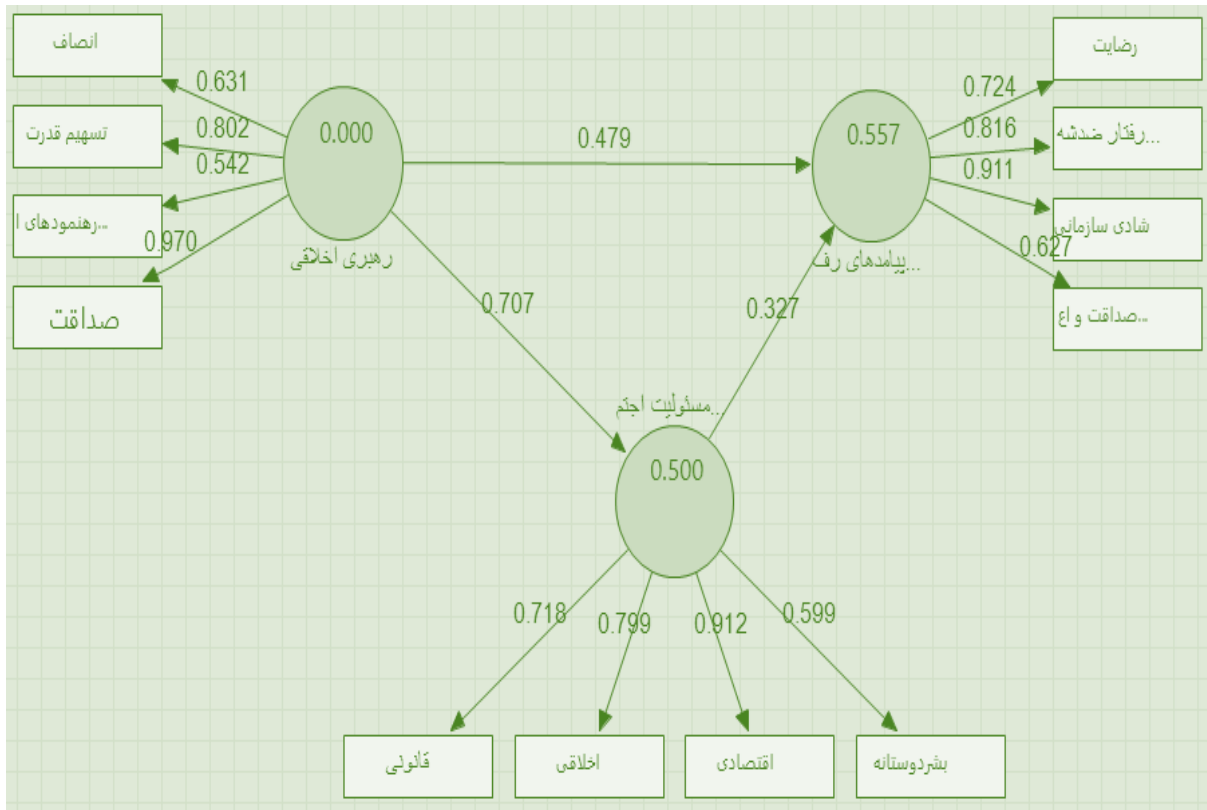 انصاف
0.631
تسهیم قدرت
0.802
0.542
رهنمودهای ا...
0.970
صداقت
0.000
رهبری اخلاقی
0.479
0.707
0.557
پیامدهای رف...
0.327
رضایت
0.724
0.816
رفتار ضدشه...
0.911
شادی سازمانی
0.627
صداقت و اع...
مسئولیت اجتم...
0.500
0.718
0.799
0.912
0.599
قانونی
اخلاقی
اقتصادی
بشردوستانه